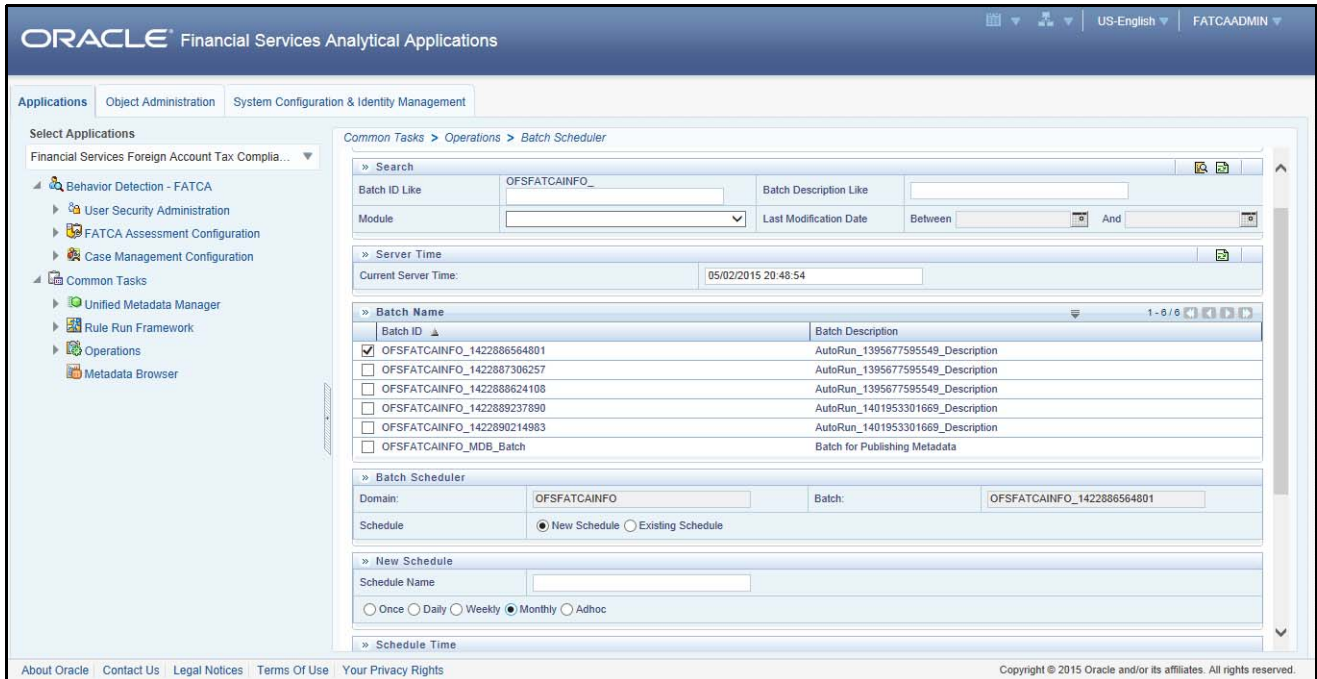 US-English
FATCAADMIN
ORACLE® Financial Services Analytical Applications
Applications
Object Administration
System Configuration & Identity Management
Select Applications
Financial Services Foreign Account Tax Complia...
Behavior Detection - FATCA
User Security Administration
FATCA Assessment Configuration
Case Management Configuration
Common Tasks
Unified Metadata Manager
Rule Run Framework
Operations
Metadata Browser
Common Tasks > Operations > Batch Scheduler
» Search
Batch ID Like
OFSFATCAINFO_
Batch Description Like
Module
Last Modification Date
Between
And
» Server Time
Current Server Time:
05/02/2015 20:48:54
» Batch Name
1-6/6
Batch ID
Batch Description
OFSFATCAINFO_1422886564801 AutoRun_1395677595549_Description
OFSFATCAINFO_1422887306257 AutoRun_1395677595549_Description
OFSFATCAINFO_1422888624108 AutoRun_1395677595549_Description
OFSFATCAINFO_1422889237890 AutoRun_1401953301669_Description
OFSFATCAINFO_1422890214983 AutoRun_1401953301669_Description
OFSFATCAINFO_MDB_Batch Batch for Publishing Metadata
» Batch Scheduler
Domain: OFSFATCAINFO Batch: OFSFATCAINFO_1422886564801
Schedule New Schedule Existing Schedule
» New Schedule
Schedule Name
Once Daily Weekly Monthly Adhoc
» Schedule Time
About Oracle Contact Us Legal Notices Terms Of Use Your Privacy Rights
Copyright © 2015 Oracle and/or its affiliates. All rights reserved.